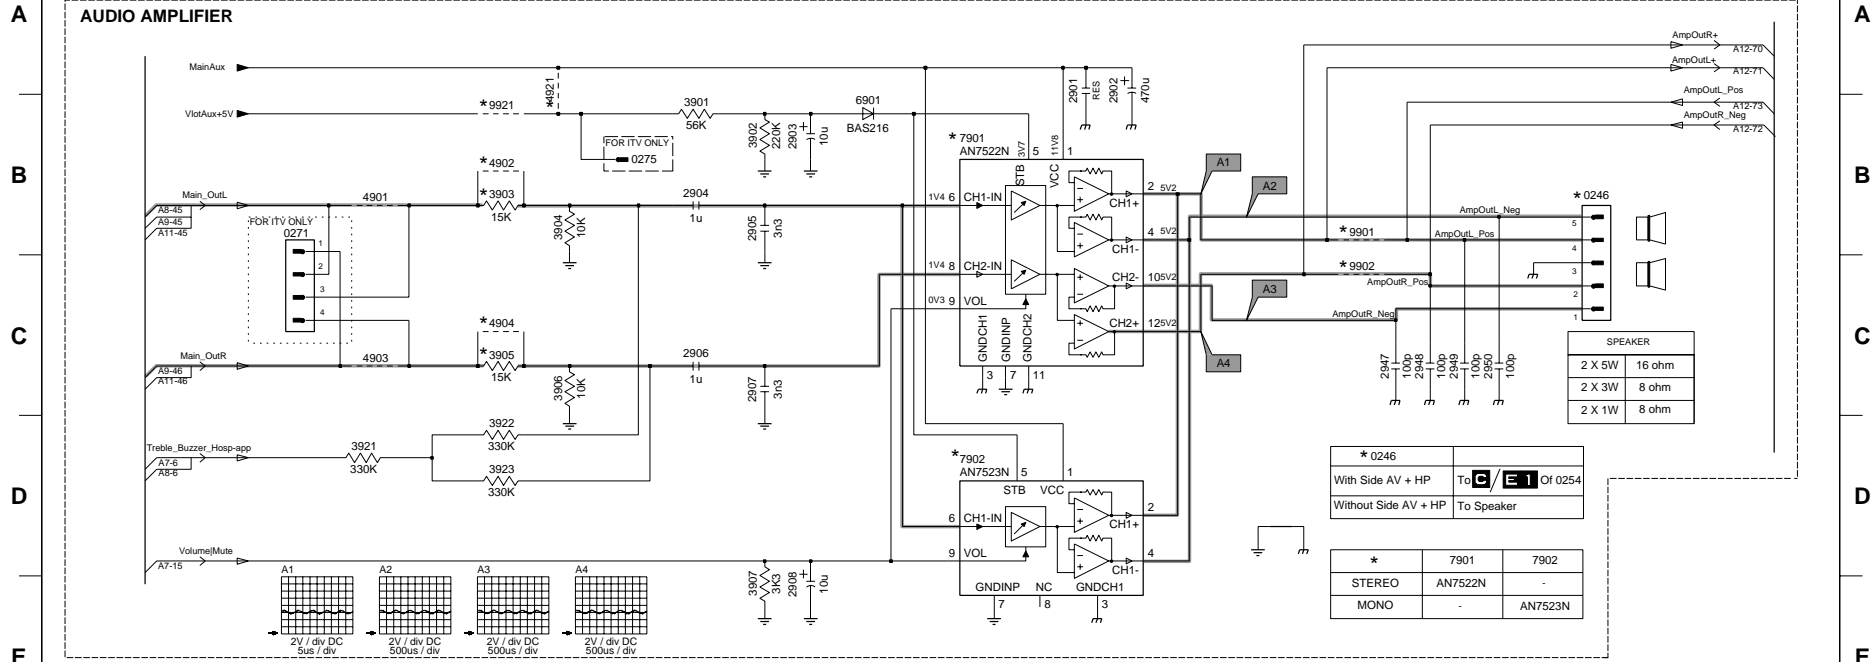 A
AUDIO AMPLIFIER
A
AmpOutR+
A12-70
AmpOutL+
A12-71
AmpOutL_Pos
A12-73
AmpOutR_Neg
A12-72
MainAux
*4921
2901
RES
2902
+
470u
VlotAux+5V
*9921
3901
56K
3902
220K
2903
+
10u
6901
BAS216
FOR ITV ONLY
0275
B
B
*7901
AN7522N
3V7
5
11V8
1
STB
VCC
Main_OutL
A8-45
A9-45
A11-45
4901
*4902
*3903
15K
3904
10K
2904
1u
2905
3n3
1V4
6
CH1-IN
2
5V2
CH1+
4
5V2
CH1-
A1
A2
AmpOutL_Neg
*9901
AmpOutL_Pos
*0246
5
4
3
2
1
FOR ITV ONLY
0271
1
2
3
4
1V4
8
CH2-IN
CH2-
10
5V2
*9902
AmpOutR_Pos
0V3
9
VOL
A3
AmpOutR_Neg
CH2+
12
5V2
A4
GNDCH1
GNDINP
GNDCH2
3
7
11
C
C
Main_OutR
A9-46
A11-46
4903
*4904
*3905
15K
3906
10K
2906
1u
2907
3n3
2947
100p
2948
100p
2949
100p
2950
100p
SPEAKER
2 X 5W
16 ohm
2 X 3W
8 ohm
2 X 1W
8 ohm
Treble_Buzzer_Hosp-app
A7-6
A8-6
3921
330K
3922
330K
3923
330K
*7902
AN7523N
5
1
STB
VCC
6
CH1-IN
2
CH1+
9
VOL
4
CH1-
GNDINP
NC
GNDCH1
7
8
3
*0246
With Side AV + HP
To C/E1 Of 0254
Without Side AV + HP
To Speaker
D
D
Volume|Mute
A7-15
3907
3K3
2908
+
10u
*
7901
7902
STEREO
AN7522N
-
MONO
-
AN7523N
A1
2V / div DC
5us / div
A2
2V / div DC
500us / div
A3
2V / div DC
500us / div
A4
2V / div DC
500us / div
E
E